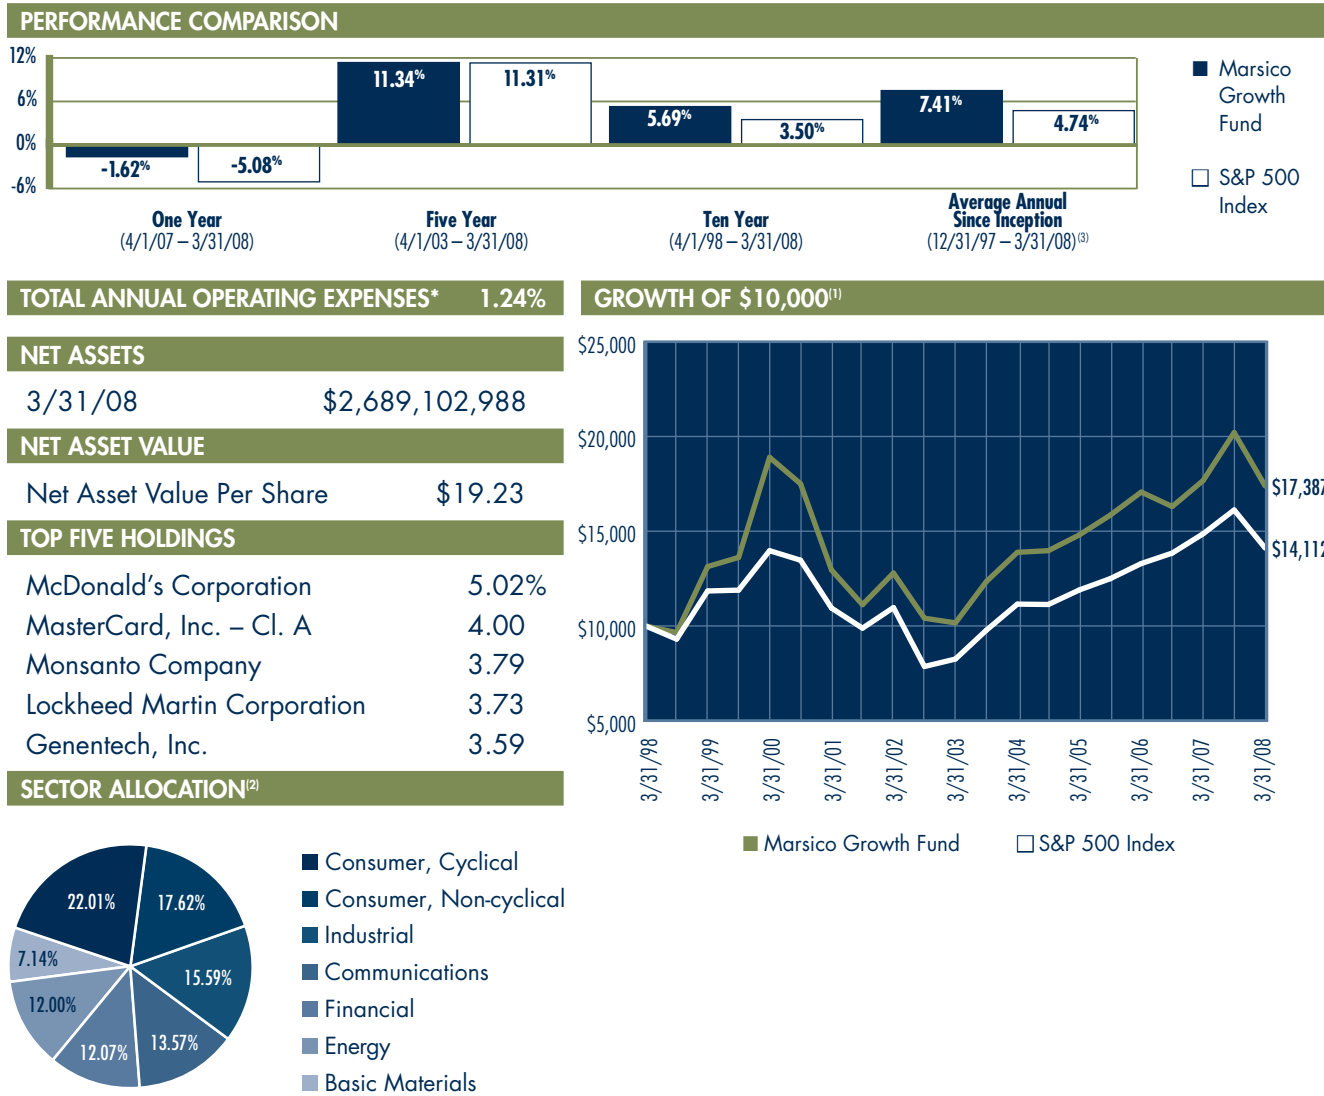 PERFORMANCE COMPARISON
12%
6%
0%
-6%
-1.62%
-5.08%
11.34%
11.31%
5.69%
3.50%
7.41%
4.74%
One Year
(4/1/07 – 3/31/08)
Five Year
(4/1/03 – 3/31/08)
Ten Year
(4/1/98 – 3/31/08)
Average Annual
Since Inception
(12/31/97 – 3/31/08)(3)
Marsico
Growth
Fund
S&P 500
Index
TOTAL ANNUAL OPERATING EXPENSES* 1.24%
NET ASSETS
3/31/08 $2,689,102,988
NET ASSET VALUE
Net Asset Value Per Share $19.23
TOP FIVE HOLDINGS
McDonald's Corporation 5.02%
MasterCard, Inc. – Cl. A 4.00
Monsanto Company 3.79
Lockheed Martin Corporation 3.73
Genentech, Inc. 3.59
SECTOR ALLOCATION(2)
22.01%
17.62%
15.59%
13.57%
12.07%
12.00%
7.14%
Consumer, Cyclical
Consumer, Non-cyclical
Industrial
Communications
Financial
Energy
Basic Materials
GROWTH OF $10,000(1)
$25,000
$20,000
$15,000
$10,000
$5,000
$17,387
$14,112
3/31/98
3/31/99
3/31/00
3/31/01
3/31/02
3/31/03
3/31/04
3/31/05
3/31/06
3/31/07
3/31/08
Marsico Growth Fund
S&P 500 Index